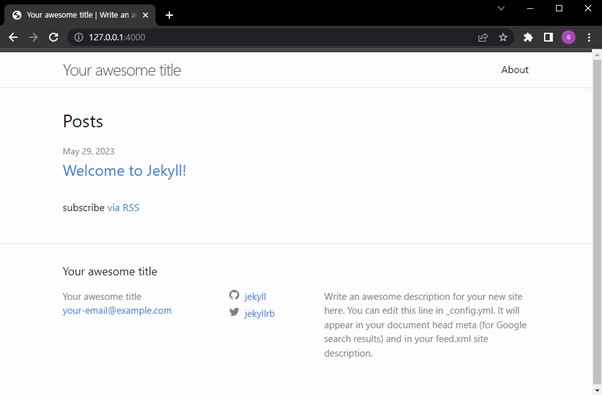 Your awesome title | Write an a
127.0.0.1:4000
S
Your awesome title
About
Posts
May 29, 2023
Welcome to Jekyll!
subscribe via RSS
Your awesome title
Your awesome title
your-email@example.com
jekyll
jekyllrb
Write an awesome description for your new site
here. You can edit this line in _config.yml. It will
appear in your document head meta (for Google
search results) and in your feed.xml site
description.